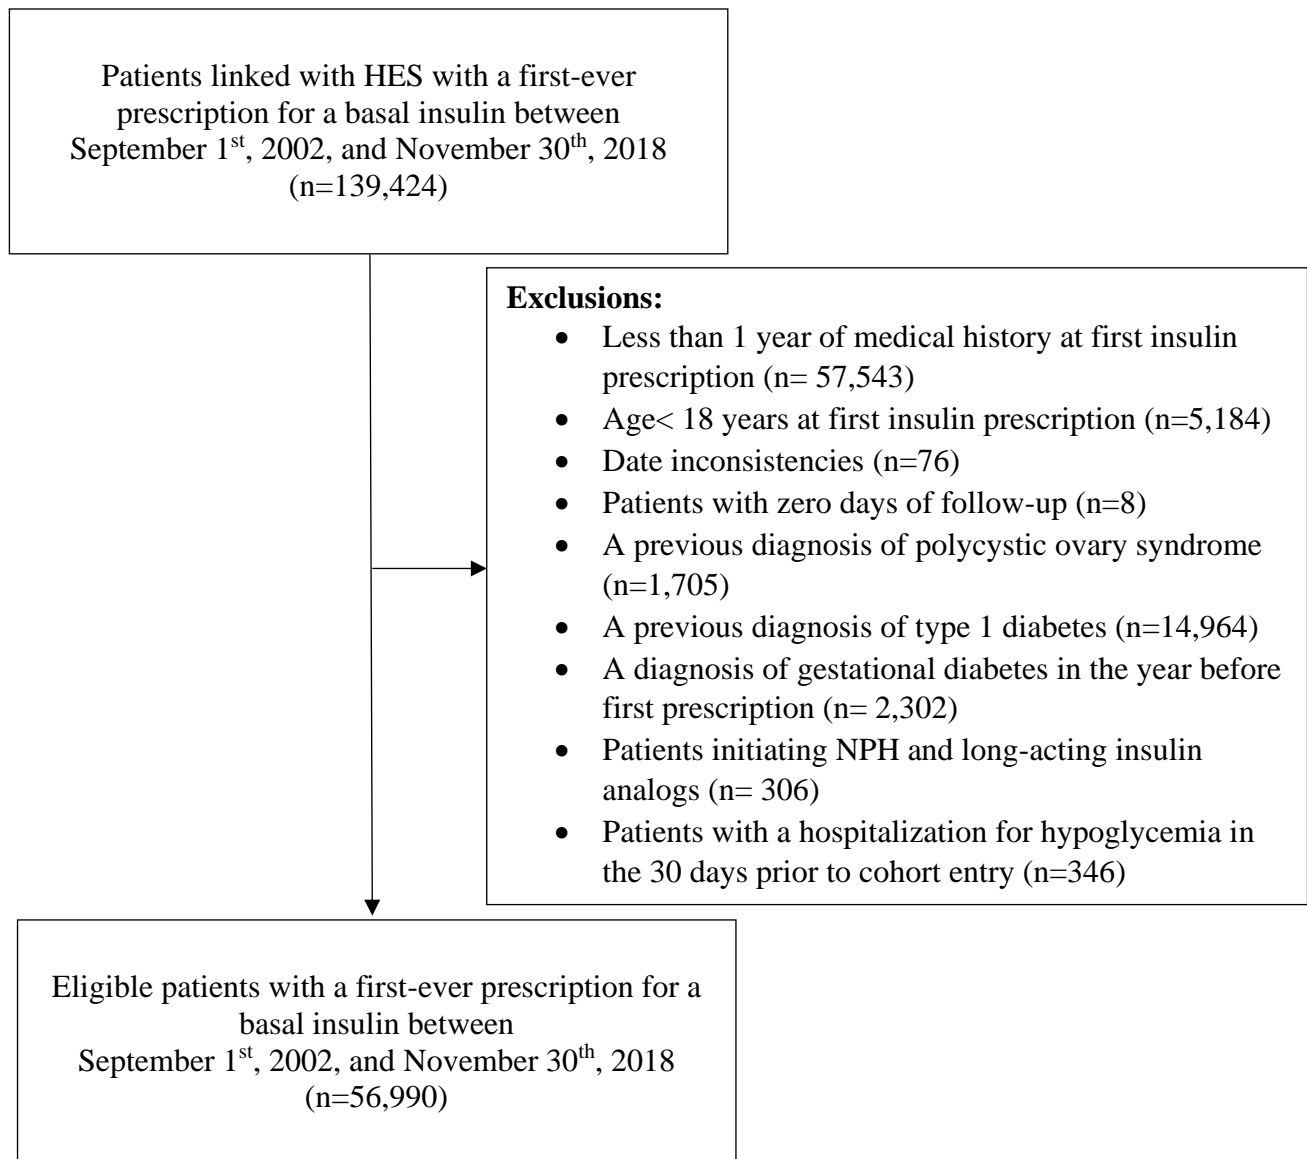 Patients linked with HES with a first-ever
prescription for a basal insulin between
September 1st, 2002, and November 30th, 2018
(n=139,424)
Exclusions:
• Less than 1 year of medical history at first insulin
prescription (n= 57,543)
• Age< 18 years at first insulin prescription (n=5,184)
• Date inconsistencies (n=76)
• Patients with zero days of follow-up (n=8)
• A previous diagnosis of polycystic ovary syndrome
(n=1,705)
• A previous diagnosis of type 1 diabetes (n=14,964)
• A diagnosis of gestational diabetes in the year before
first prescription (n= 2,302)
• Patients initiating NPH and long-acting insulin
analogs (n= 306)
• Patients with a hospitalization for hypoglycemia in
the 30 days prior to cohort entry (n=346)
Eligible patients with a first-ever prescription for a
basal insulin between
September 1st, 2002, and November 30th, 2018
(n=56,990)